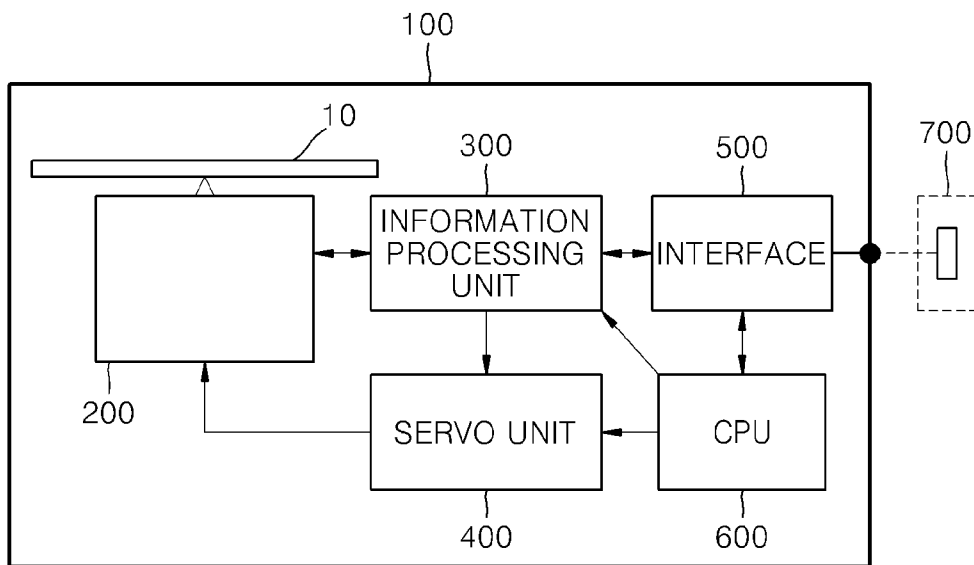 100
10
300
500
700
INFORMATION
PROCESSING
UNIT
INTERFACE
200
SERVO UNIT
CPU
400
600